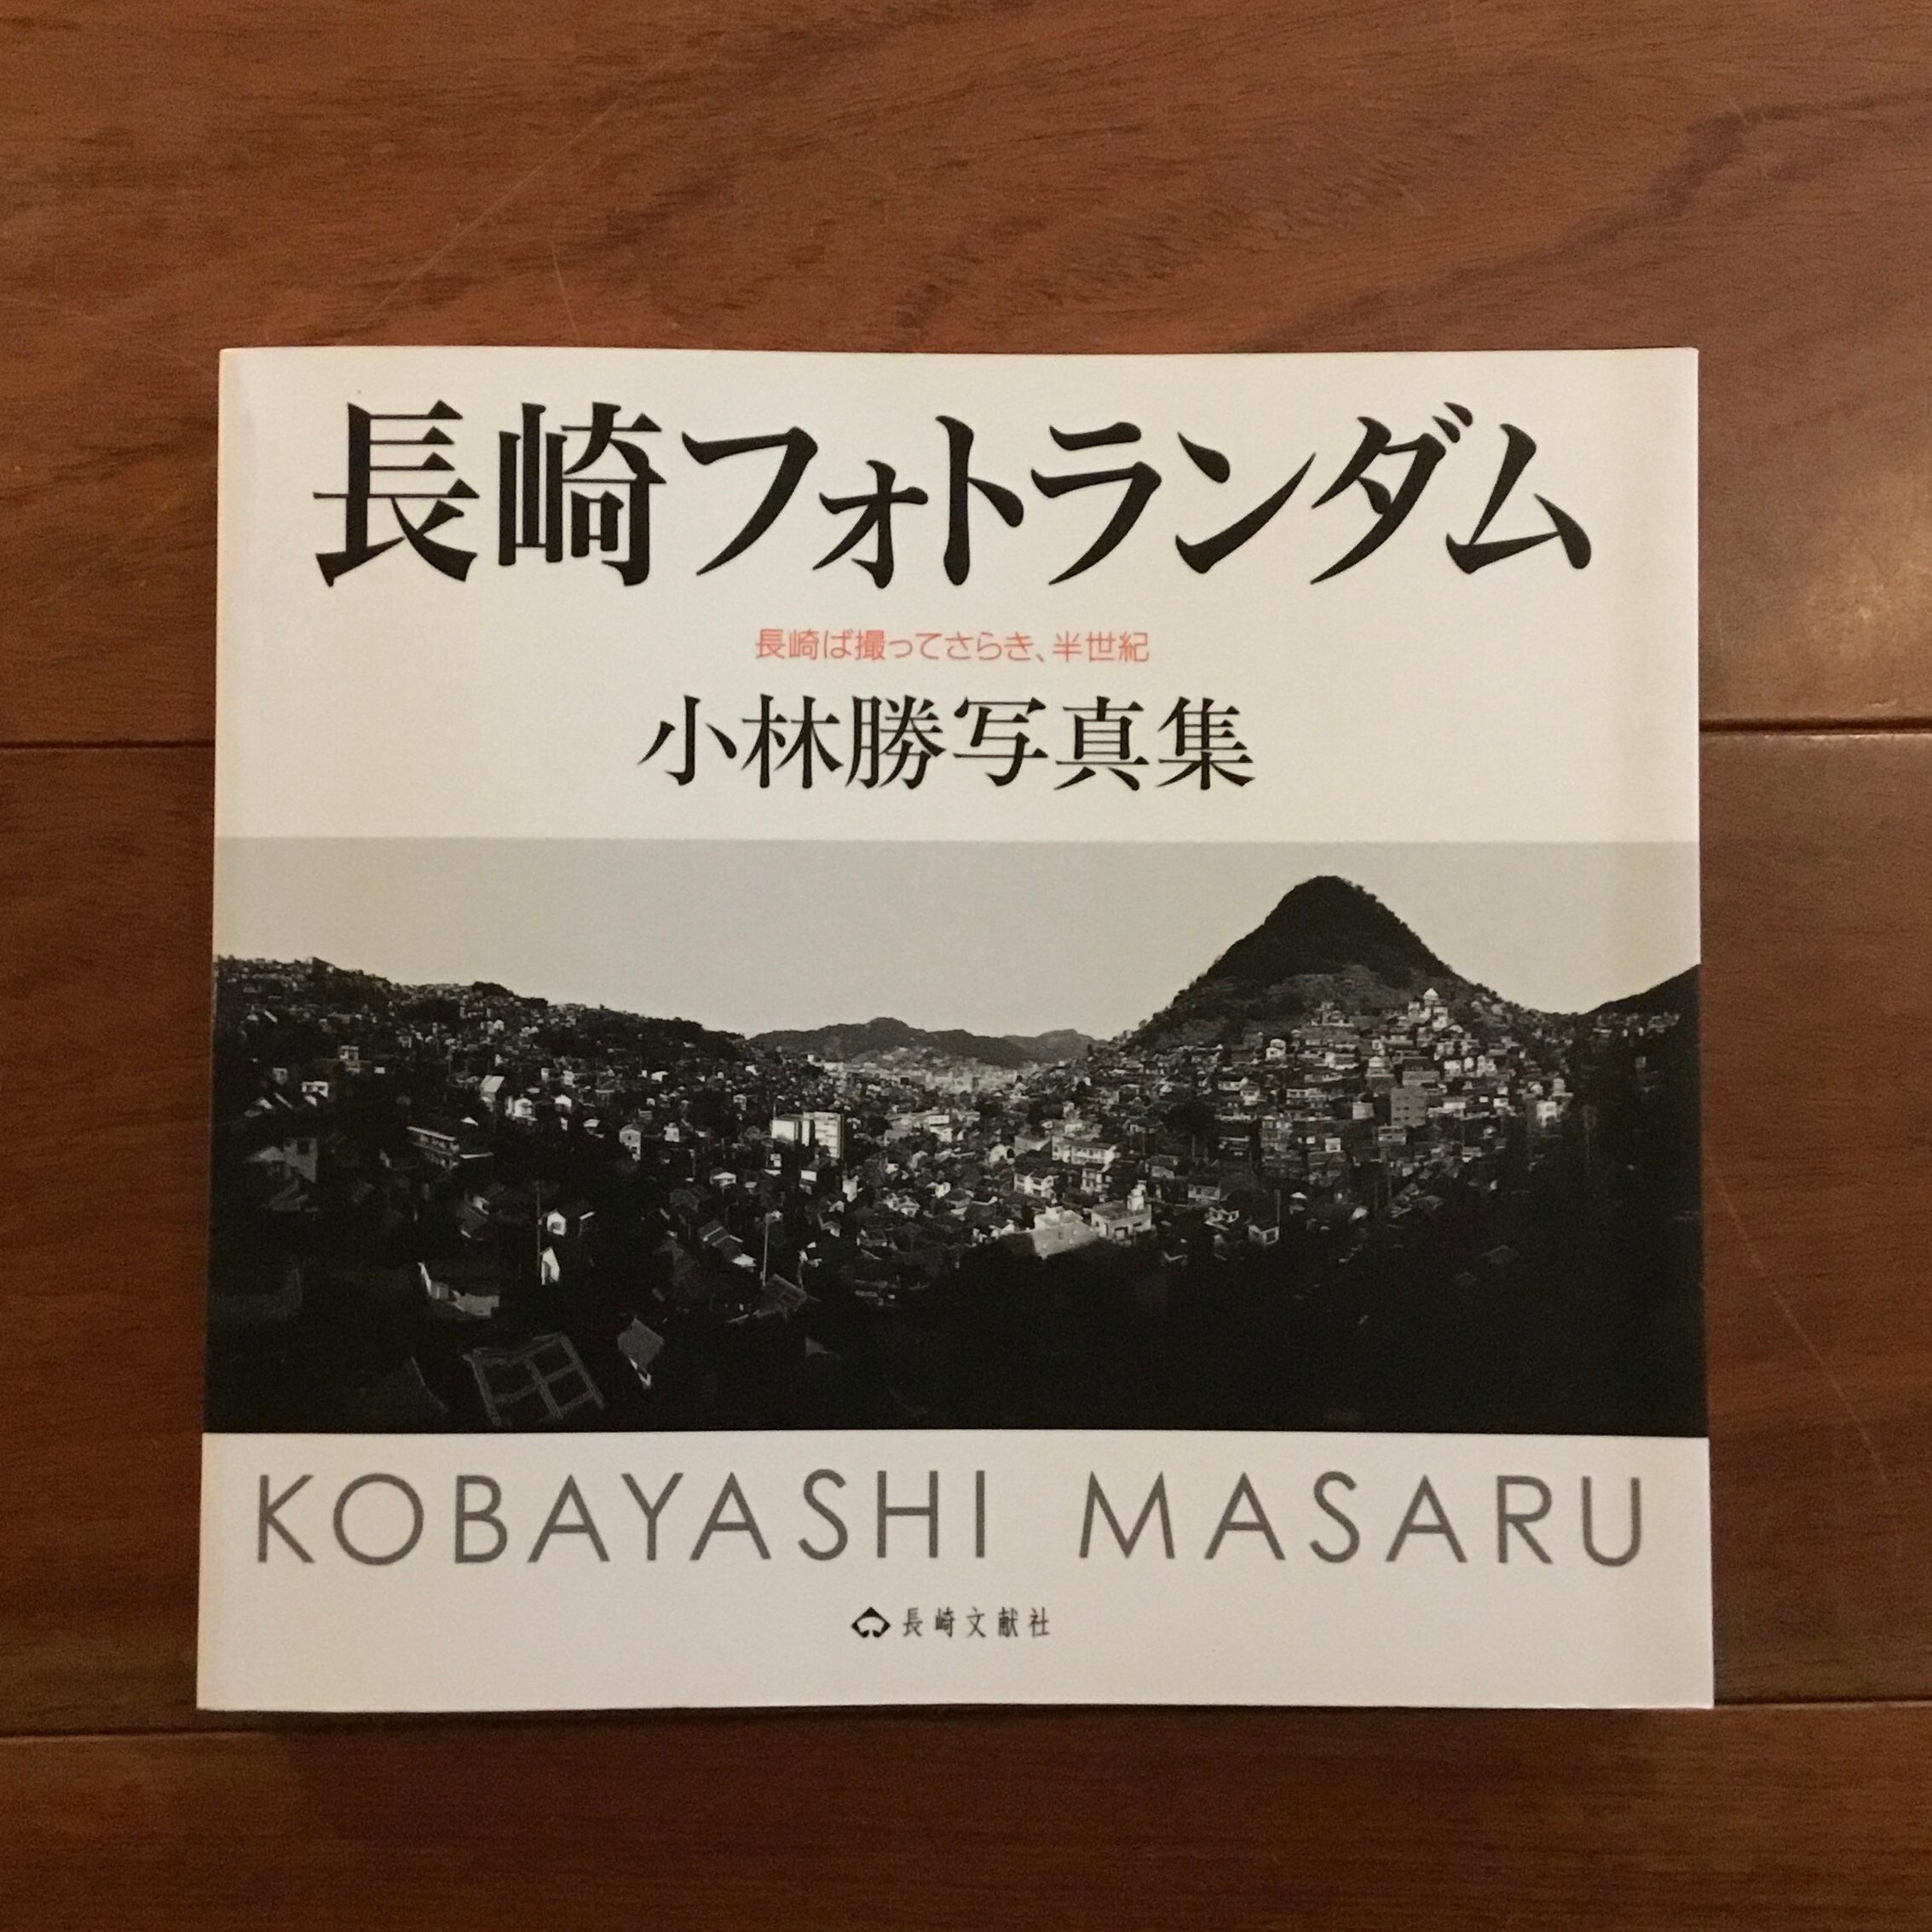 長崎フォトランダム
長崎ば撮ってさらき、半世紀
小林勝写真集
KOBAYASHI MASARU
長崎文献社